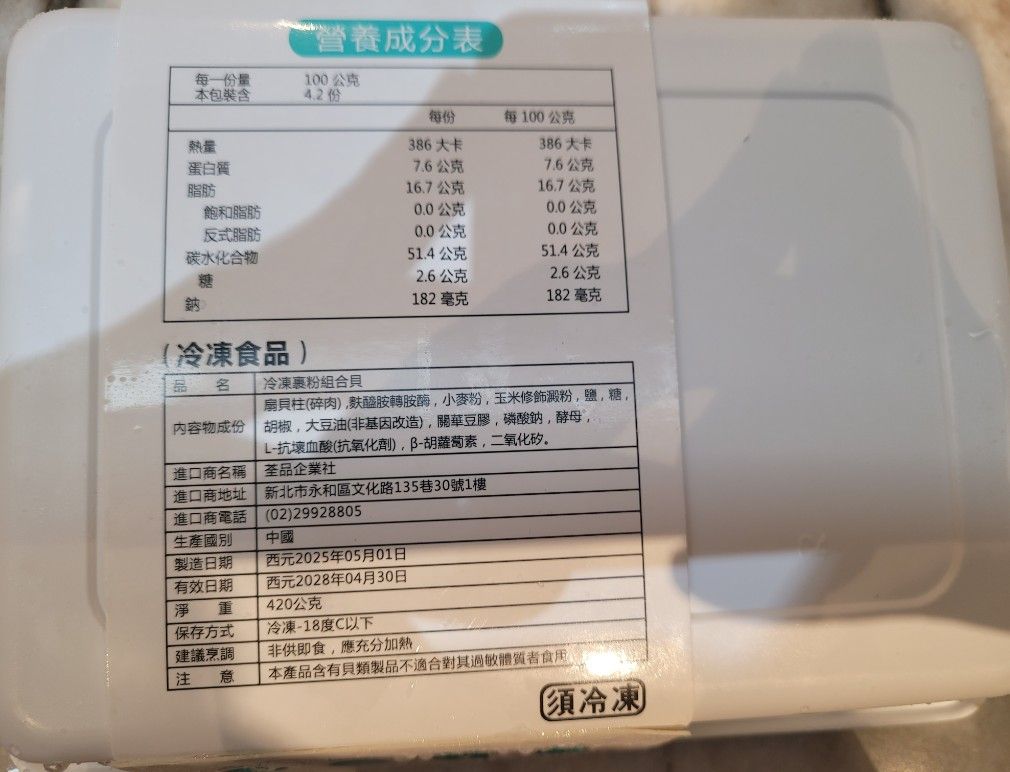 營養成分表
每一份量 100 公克
本包裝含 4.2 份
每份 每 100 公克
熱量 386 大卡 386 大卡
蛋白質 7.6 公克 7.6 公克
脂肪 16.7 公克 16.7 公克
飽和脂肪 0.0 公克 0.0 公克
反式脂肪 0.0 公克 0.0 公克
碳水化合物 51.4 公克 51.4 公克
糖 2.6 公克 2.6 公克
鈉 182 毫克 182 毫克
(冷凍食品)
品 名 冷凍裹粉組合貝
內容物成份 扇貝柱(碎肉),麩醯胺轉胺酶,小麥粉,玉米修飾澱粉,鹽,糖,
胡椒,大豆油(非基因改造),關華豆膠,磷酸鈉,酵母,
L-抗壞血酸(抗氧化劑),β-胡蘿蔔素,二氧化矽。
進口商名稱 荃品企業社
進口商地址 新北市永和區文化路135巷30號1樓
進口商電話 (02)29928805
生產國別 中國
製造日期 西元2025年05月01日
有效日期 西元2028年04月30日
淨 重 420公克
保存方式 冷凍-18度C以下
建議烹調 非供即食,應充分加熱
注 意 本產品含有貝類製品不適合對其過敏體質者食用
須冷凍